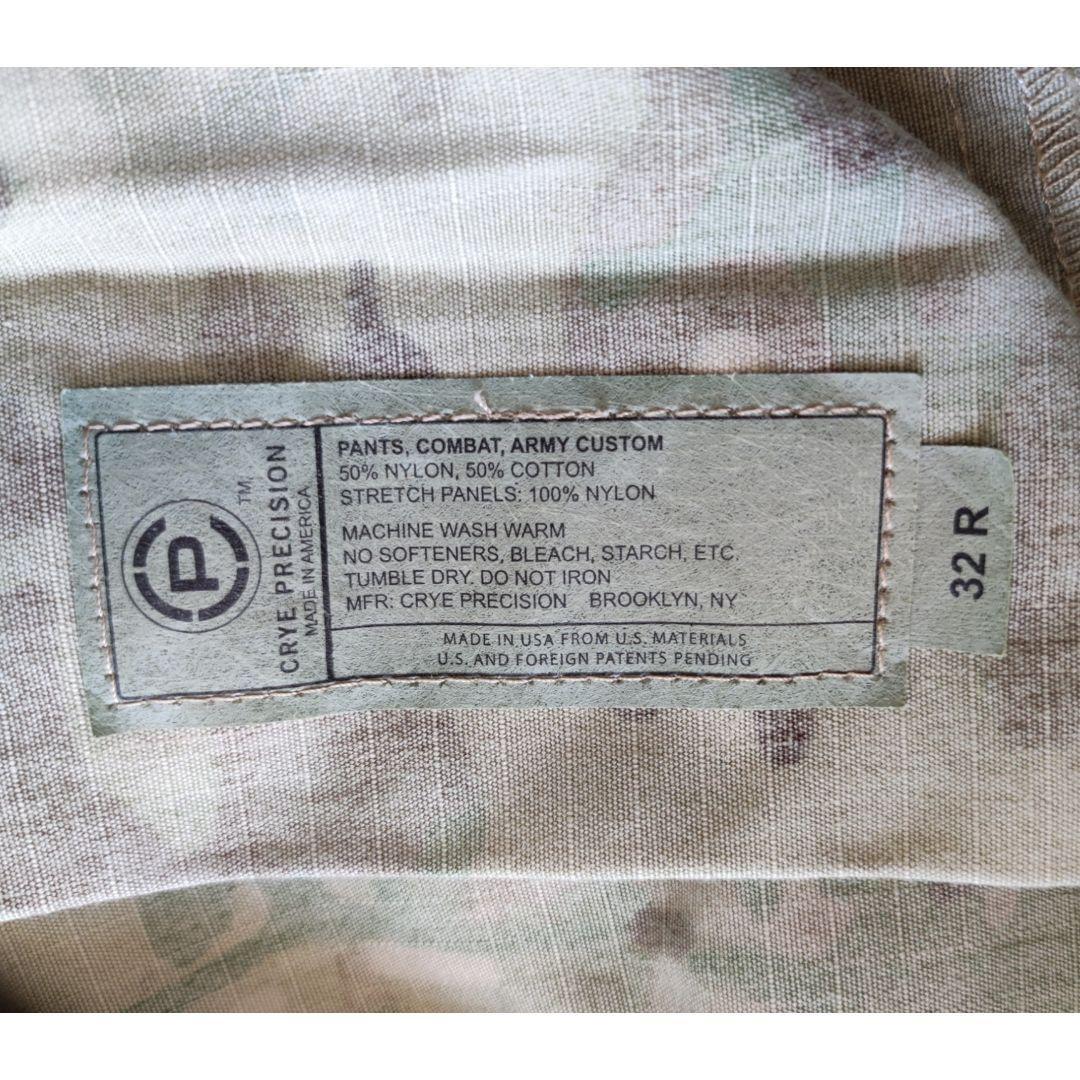 P
TM
CRYE PRECISION
MADE IN AMERICA
PANTS, COMBAT, ARMY CUSTOM
50% NYLON, 50% COTTON
STRETCH PANELS: 100% NYLON
MACHINE WASH WARM
NO SOFTENERS, BLEACH, STARCH, ETC.
TUMBLE DRY. DO NOT IRON
MFR: CRYE PRECISION BROOKLYN, NY
MADE IN USA FROM U.S. MATERIALS
U.S. AND FOREIGN PATENTS PENDING
32 R